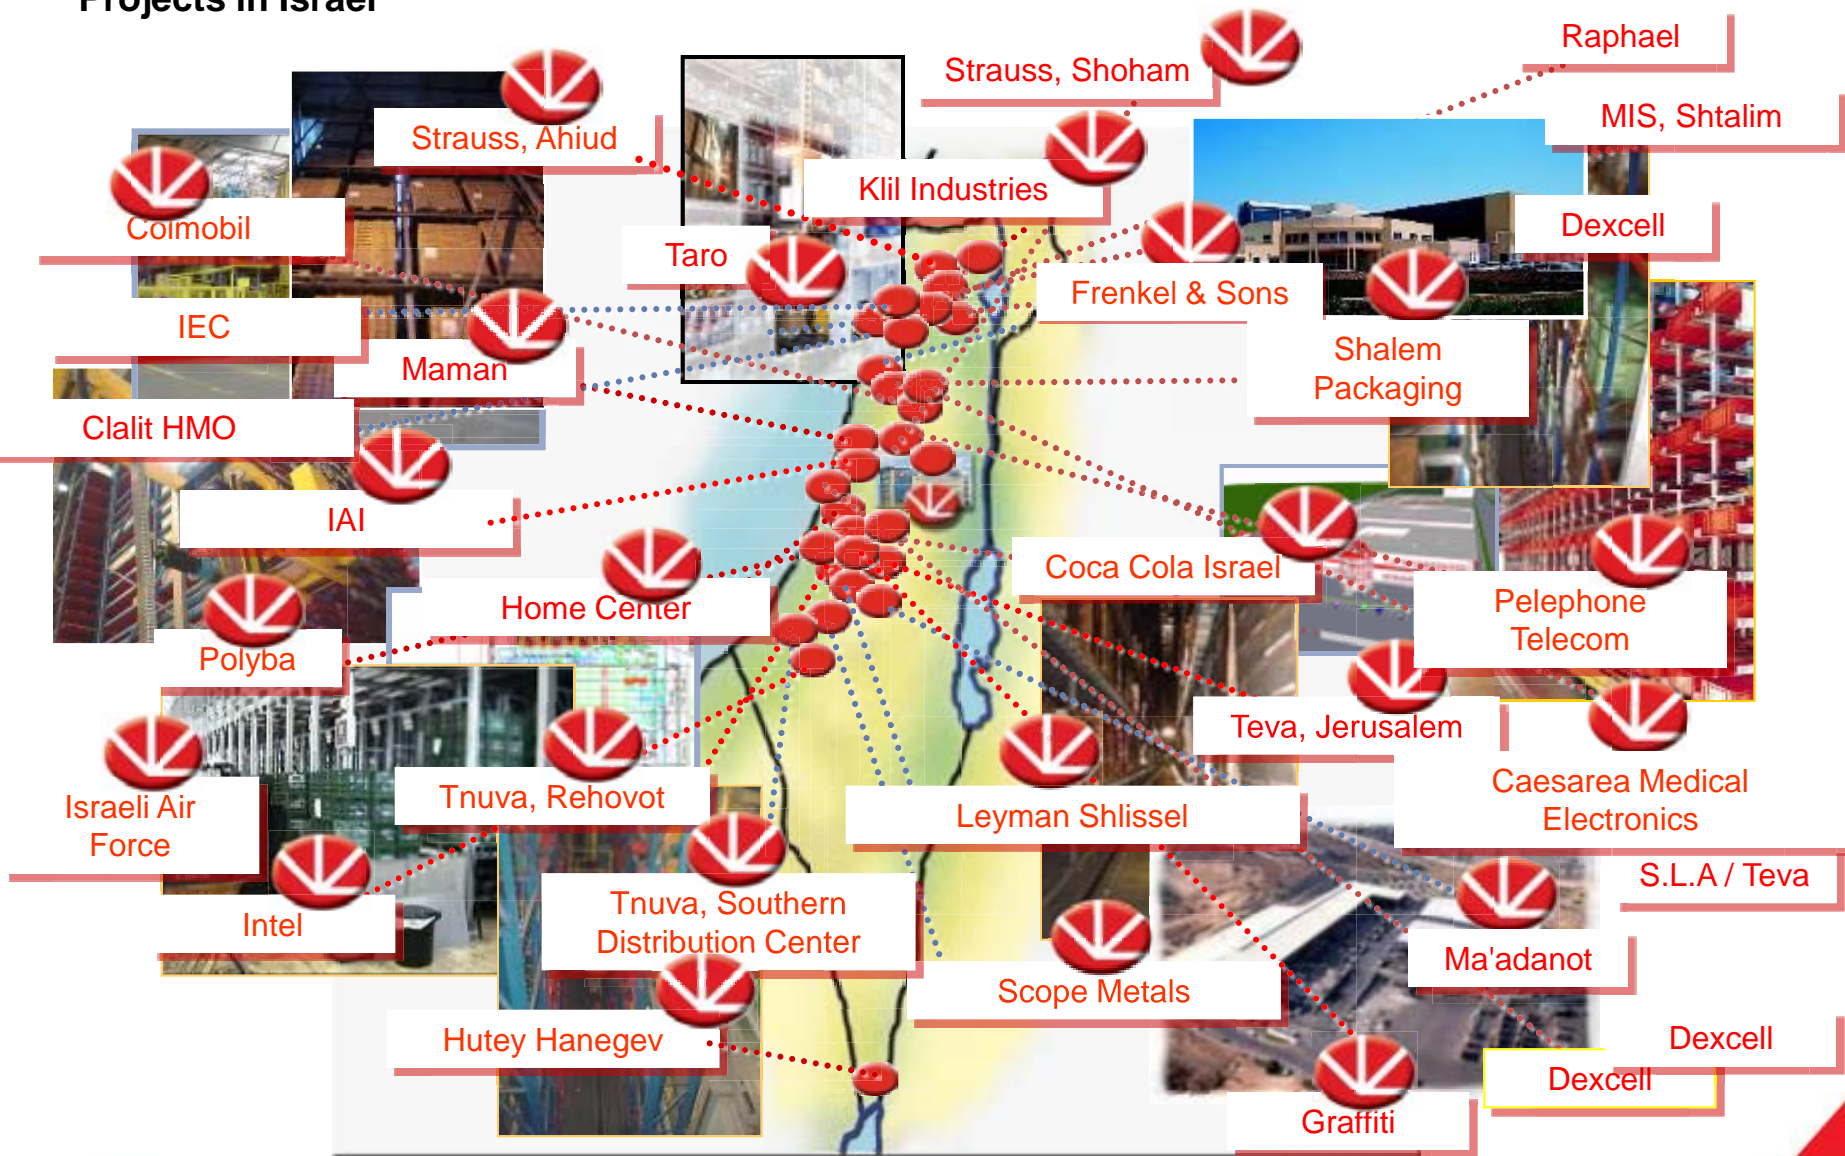 Projects in Israel
Raphael
Strauss, Shoham
MIS, Shtalim
Strauss, Ahiud
Klil Industries
Colmobil
Taro
Dexcell
Frenkel & Sons
IEC
Maman
Shalem
Packaging
Clalit HMO
IAI
Coca Cola Israel
Home Center
Pelephone
Telecom
Polyba
Teva, Jerusalem
Israeli Air
Force
Tnuva, Rehovot
Leyman Shlissel
Caesarea Medical
Electronics
S.L.A / Teva
Intel
Tnuva, Southern
Distribution Center
Ma'adanot
Scope Metals
Hutey Hanegev
Dexcell
Dexcell
Graffiti